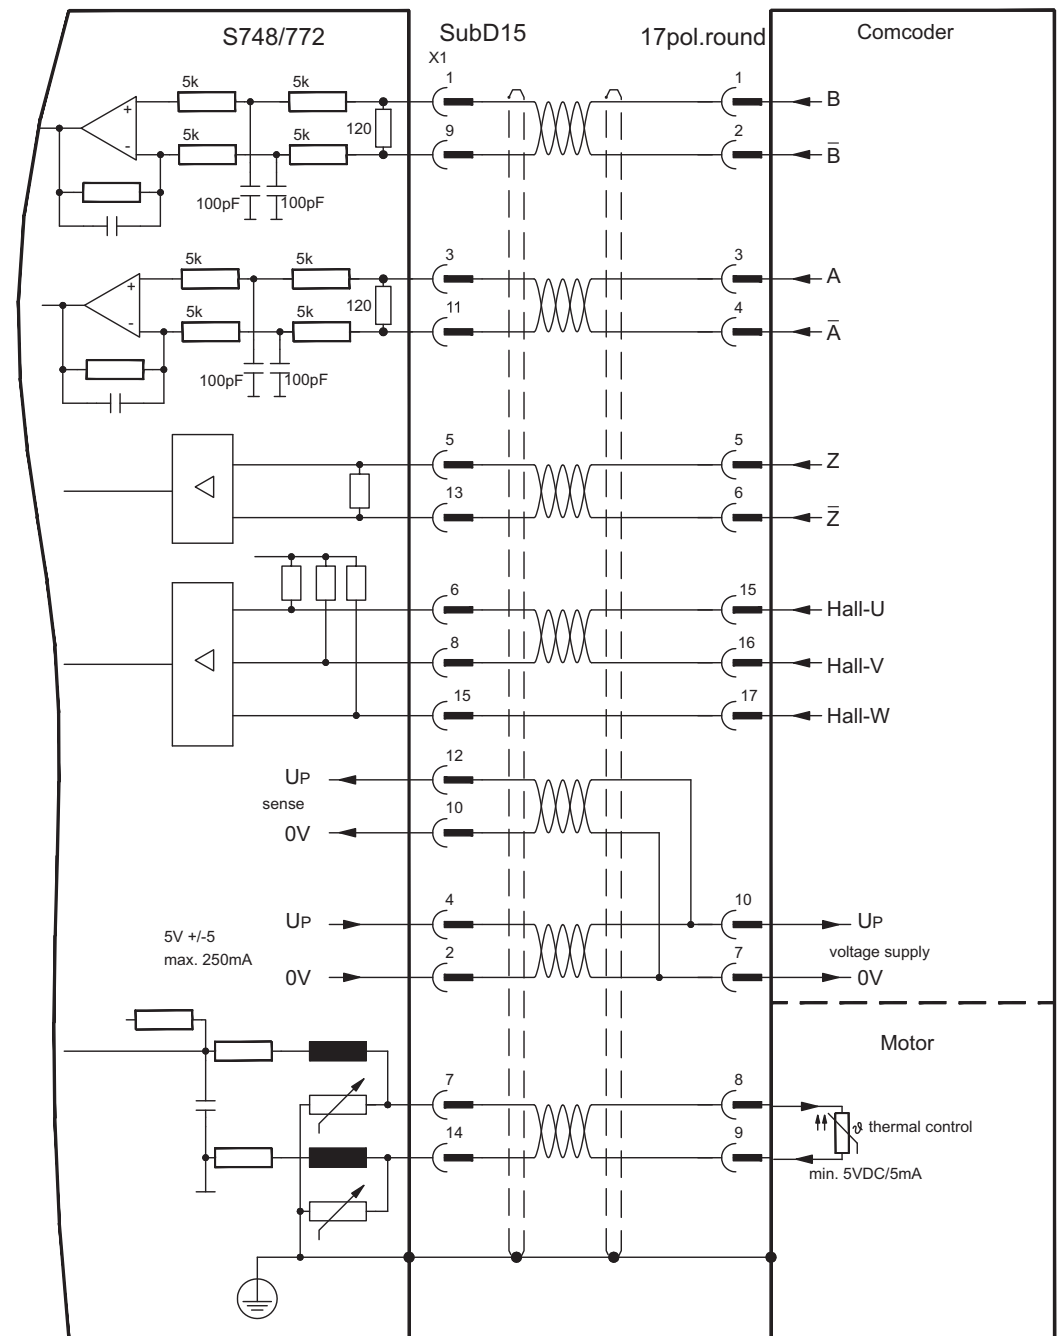 S748/772 SubD15 17pol.round Comcoder
X1
5k 5k 1 1 B
120
5k 5k 9 2 B̅
100pF 100pF
5k 5k 3 3 A
120
5k 5k 11 4 A̅
100pF 100pF
5 5 Z
13 6 Z̅
6 15 Hall-U
8 16 Hall-V
15 17 Hall-W
UP 12
sense
0V 10
UP 4 10 UP
5V +/-5
max. 250mA
voltage supply
0V 2 7 0V
Motor
7 8
ϑ thermal control
14 9
min. 5VDC/5mA